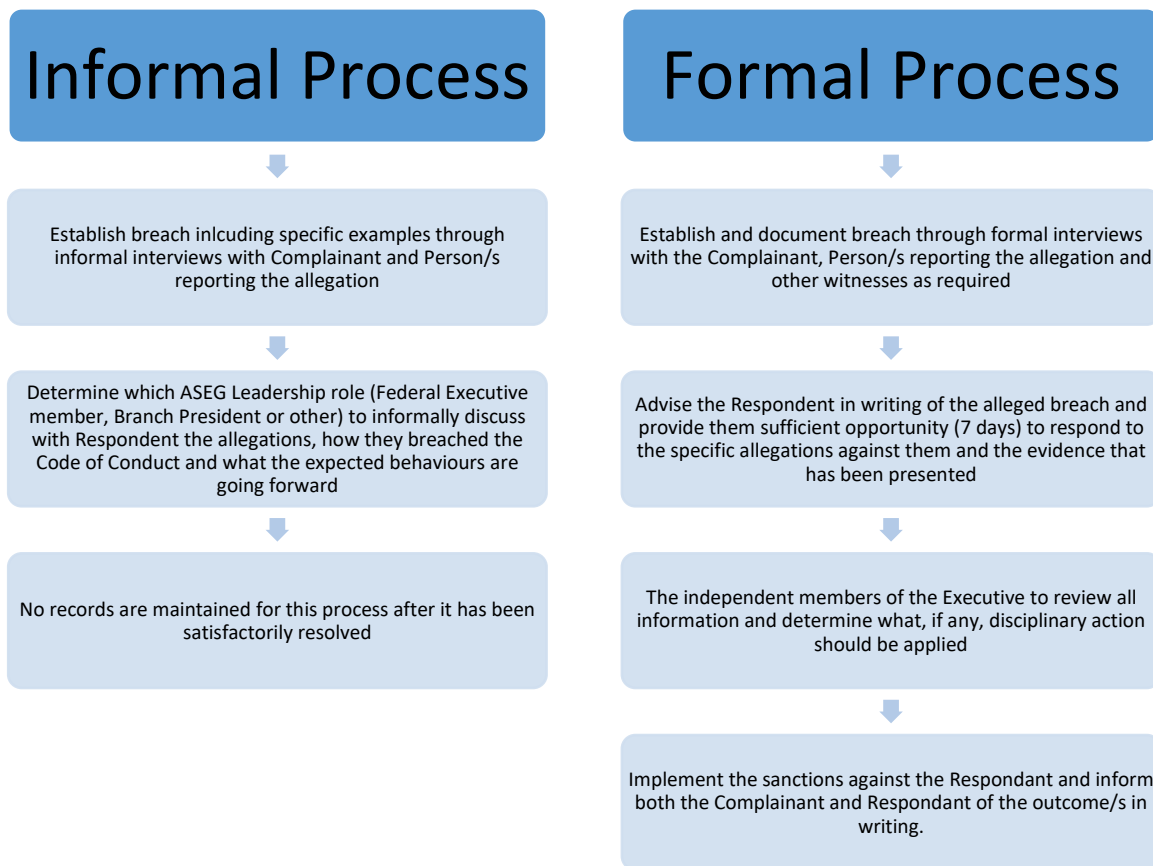 Informal Process
Establish breach inlcuding specific examples through
informal interviews with Complainant and Person/s
reporting the allegation
Determine which ASEG Leadership role (Federal Executive
member, Branch President or other) to informally discuss
with Respondent the allegations, how they breached the
Code of Conduct and what the expected behaviours are
going forward
No records are maintained for this process after it has been
satisfactorily resolved
Formal Process
Establish and document breach through formal interviews
with the Complainant, Person/s reporting the allegation and
other witnesses as required
Advise the Respondent in writing of the alleged breach and
provide them sufficient opportunity (7 days) to respond to
the specific allegations against them and the evidence that
has been presented
The independent members of the Executive to review all
information and determine what, if any, disciplinary action
should be applied
Implement the sanctions against the Respondant and inform
both the Complainant and Respondant of the outcome/s in
writing.